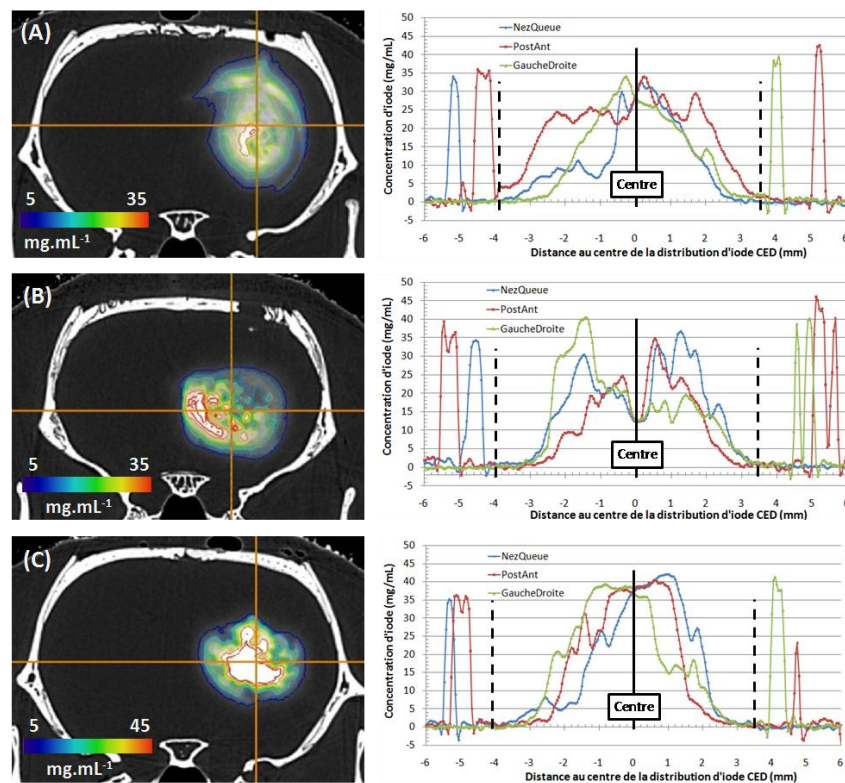 (A)
5 35
mg.mL-1
Concentration d'iode (mg/mL)
50
45
40
35
30
25
20
15
10
5
0
-5
NezQueue
PostAnt
GaucheDroite
Centre
-6 -5 -4 -3 -2 -1 0 1 2 3 4 5 6
Distance au centre de la distribution d'iode CED (mm)
(B)
5 35
mg.mL-1
Concentration d'iode (mg/mL)
50
45
40
35
30
25
20
15
10
5
0
-5
NezQueue
PostAnt
GaucheDroite
Centre
-6 -5 -4 -3 -2 -1 0 1 2 3 4 5 6
Distance au centre de la distribution d'iode CED (mm)
(C)
5 45
mg.mL-1
Concentration d'iode (mg/mL)
50
45
40
35
30
25
20
15
10
5
0
-5
NezQueue
PostAnt
GaucheDroite
Centre
-6 -5 -4 -3 -2 -1 0 1 2 3 4 5 6
Distance au centre de la distribution d'iode CED (mm)